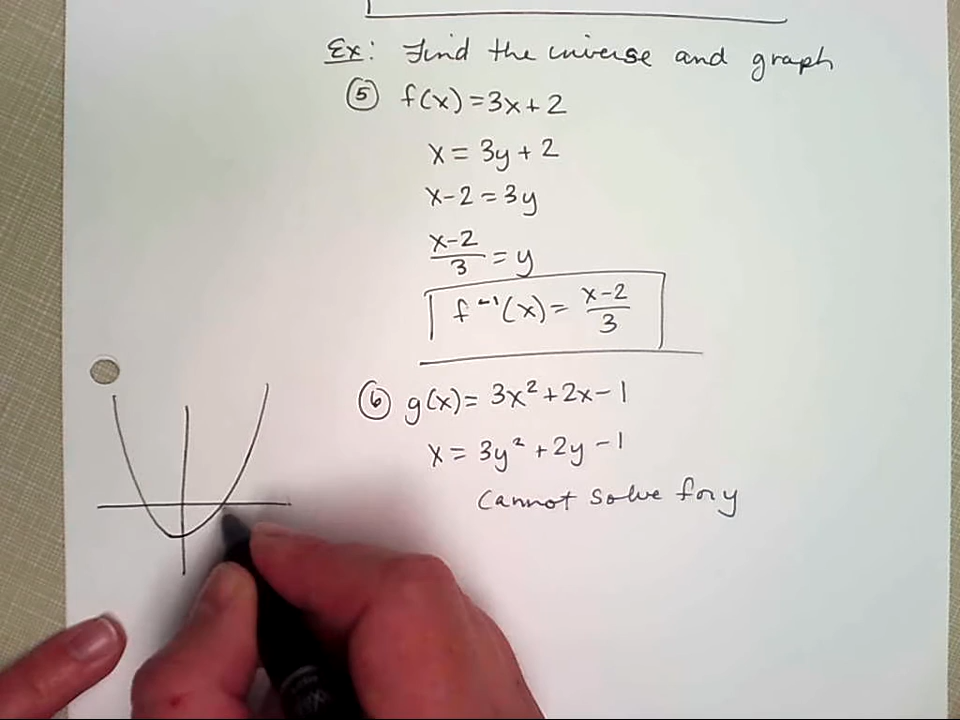 Ex: Find the inverse and graph
⑤ f(x) = 3x + 2
x = 3y + 2
x - 2 = 3y
x-2/3 = y
f⁻¹(x) = x-2/3
⑥ g(x) = 3x² + 2x - 1
x = 3y² + 2y - 1
Cannot solve for y